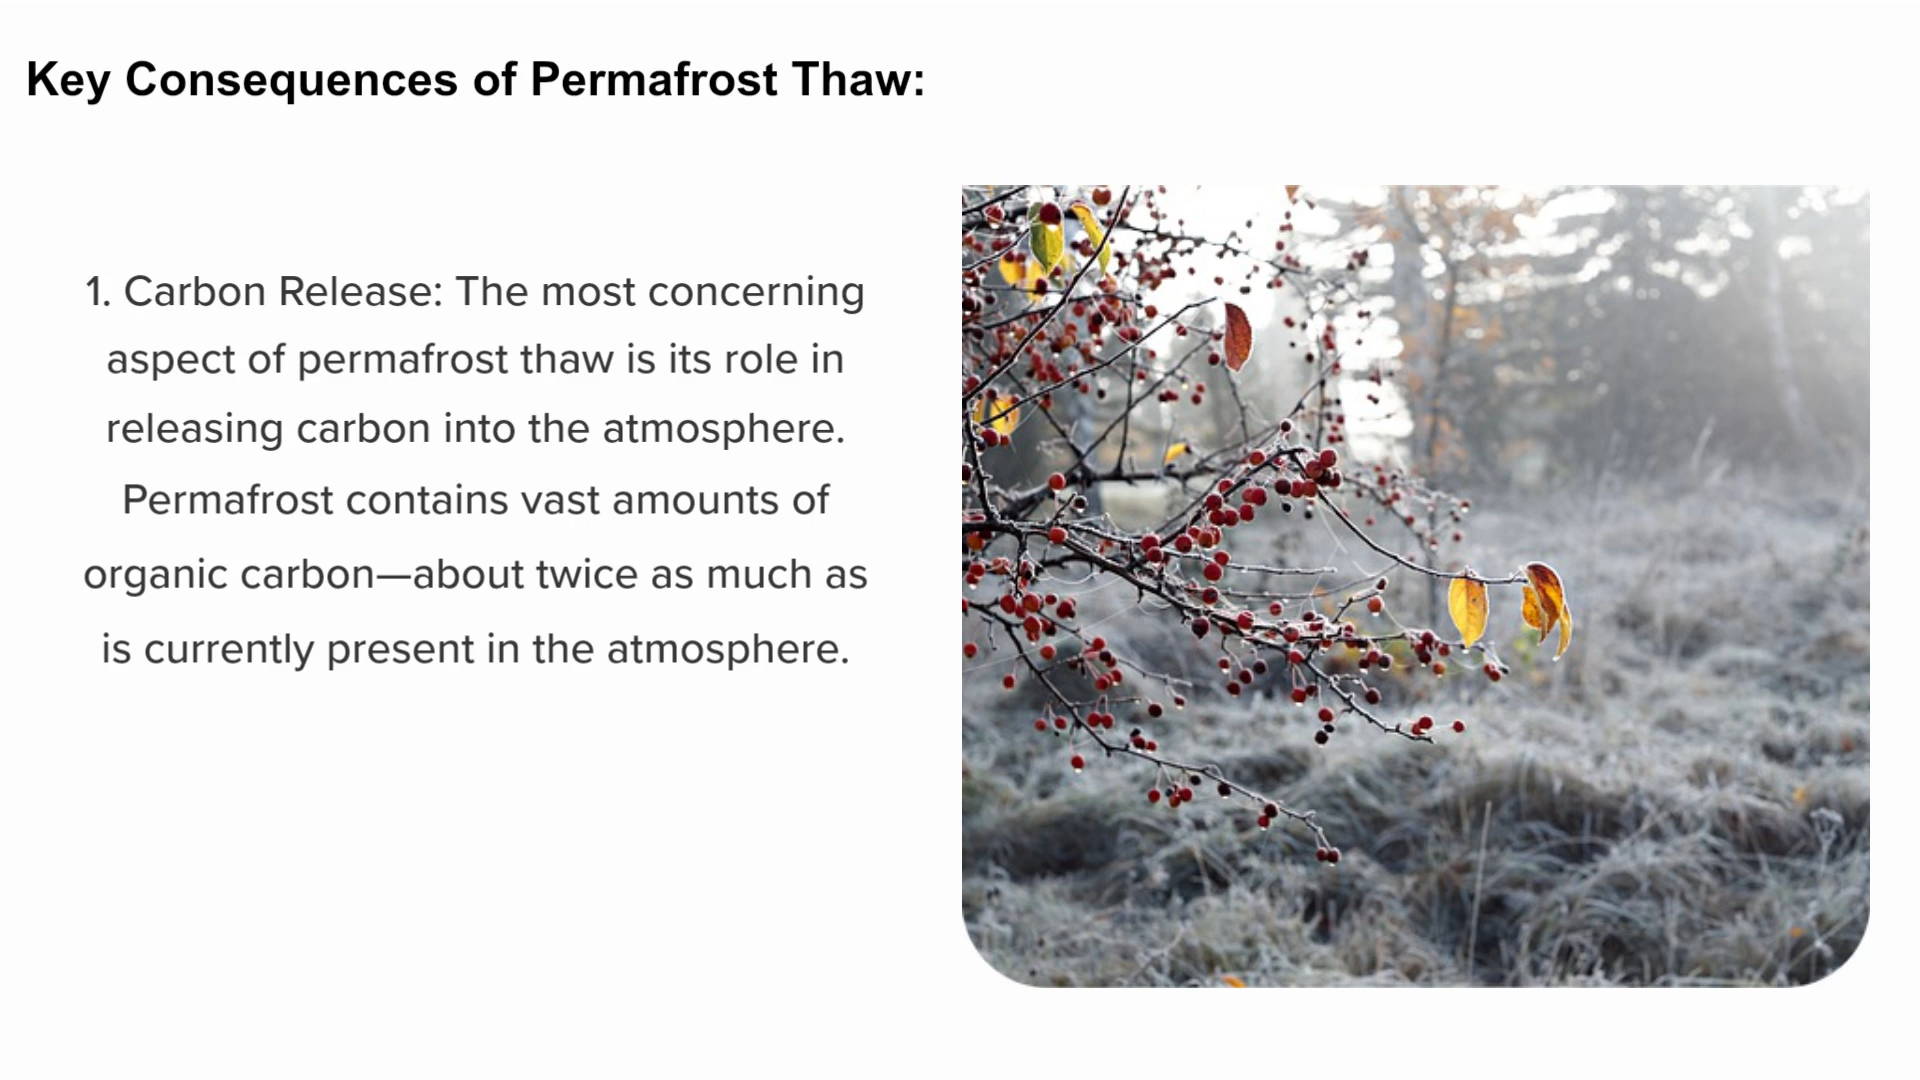 Key Consequences of Permafrost Thaw:
1. Carbon Release: The most concerning
aspect of permafrost thaw is its role in
releasing carbon into the atmosphere.
Permafrost contains vast amounts of
organic carbon—about twice as much as
is currently present in the atmosphere.